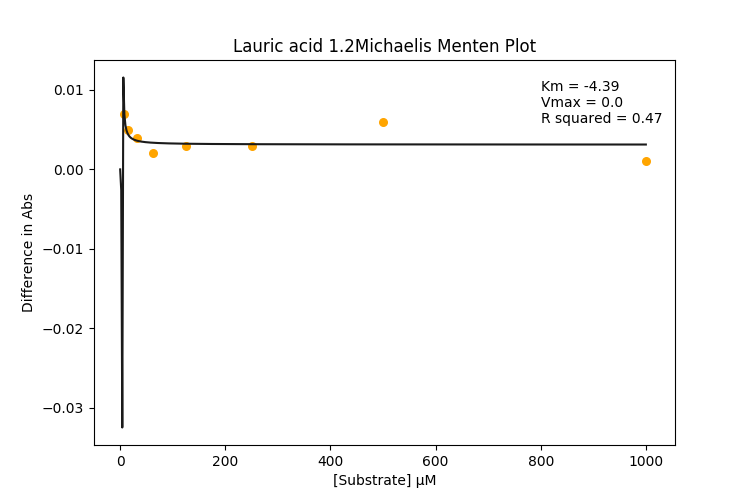 Lauric acid 1.2Michaelis Menten Plot
Km = -4.39
Vmax = 0.0
R squared = 0.47
0.01
0.00
−0.01
−0.02
−0.03
Difference in Abs
0 200 400 600 800 1000
[Substrate] μM